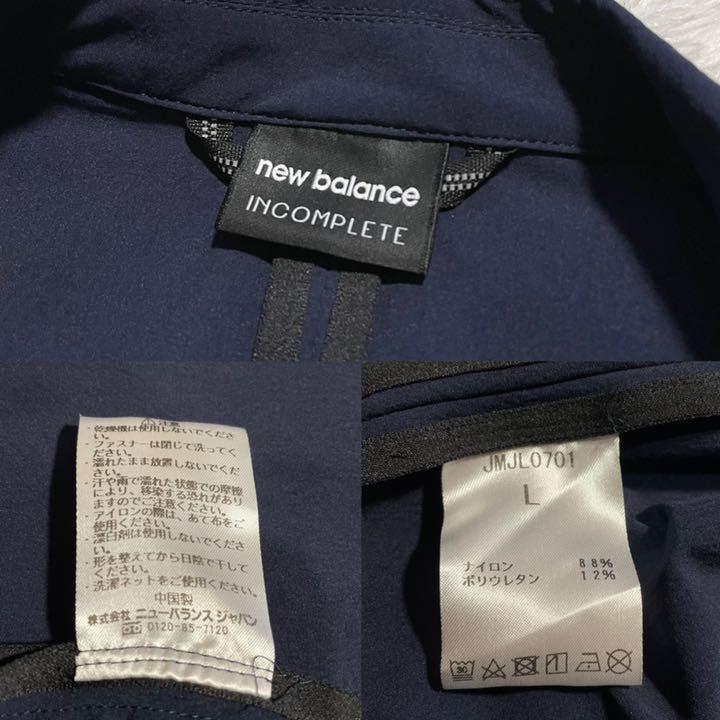 new balance
INCOMPLETE
注意
・乾燥機は使用しないでくださ
い。
・ファスナーは閉じて洗ってく
ださい。
・濡れたまま放置しないでくだ
さい。
・汗や雨で濡れた状態での摩擦
により、移染する恐れがあり
ますのでご注意ください。
・アイロンの際は、あて布をご
使用ください。
・漂白剤は使用しないでくださ
い。
・形を整えてから日陰で干して
ください。
・洗濯ネットをご使用ください。
中国製
株式会社 ニューバランス ジャパン
0120-85-7120
JMJL0701
L
ナイロン 88%
ポリウレタン 12%
30